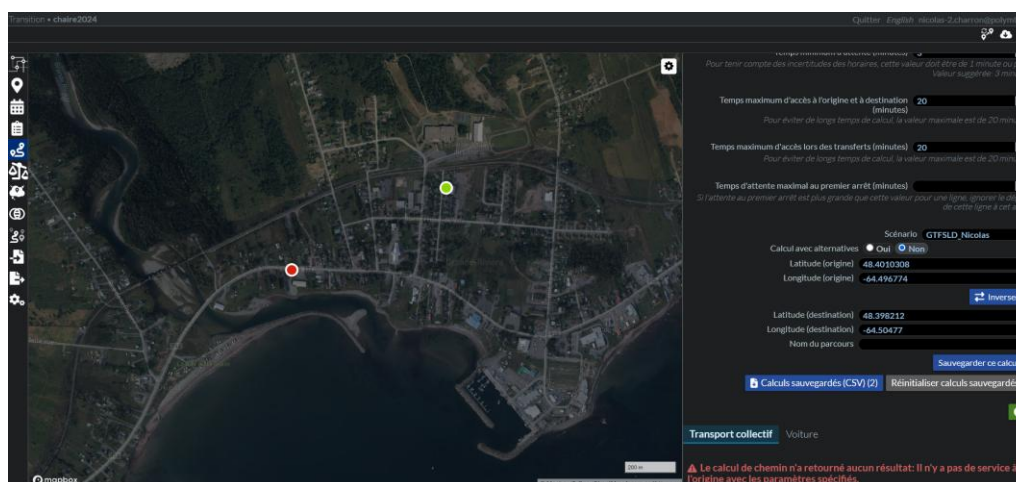 Transition • chaire2024
Quitter English nicolas-2.charron@polymt
Temps minimum d'attente (minutes) 3
Pour tenir compte des incertitudes des horaires, cette valeur doit être de 1 minute ou p
Valeur suggérée: 3 minu
Temps maximum d'accès à l'origine et à destination 20
(minutes)
Pour éviter de longs temps de calcul, la valeur maximale est de 20 minu
Temps maximum d'accès lors des transferts (minutes) 20
Pour éviter de longs temps de calcul, la valeur maximale est de 20 minu
Temps d'attente maximal au premier arrêt (minutes)
Si l'attente au premier arrêt est plus grande que cette valeur pour une ligne, ignorer le dé
de cette ligne à cet a
Scénario GTFSLD_Nicolas
Calcul avec alternatives Oui Non
Latitude (origine) 48.4010308
Longitude (origine) -64.496774
Inverse
Latitude (destination) 48.398212
Longitude (destination) -64.50477
Nom du parcours
Sauvegarder ce calcu
Calculs sauvegardés (CSV) (2) Réinitialiser calculs sauvegardé
Transport collectif Voiture
Le calcul de chemin n'a retourné aucun résultat: Il n'y a pas de service à
l'origine avec les paramètres spécifiés.
200 m
mapbox